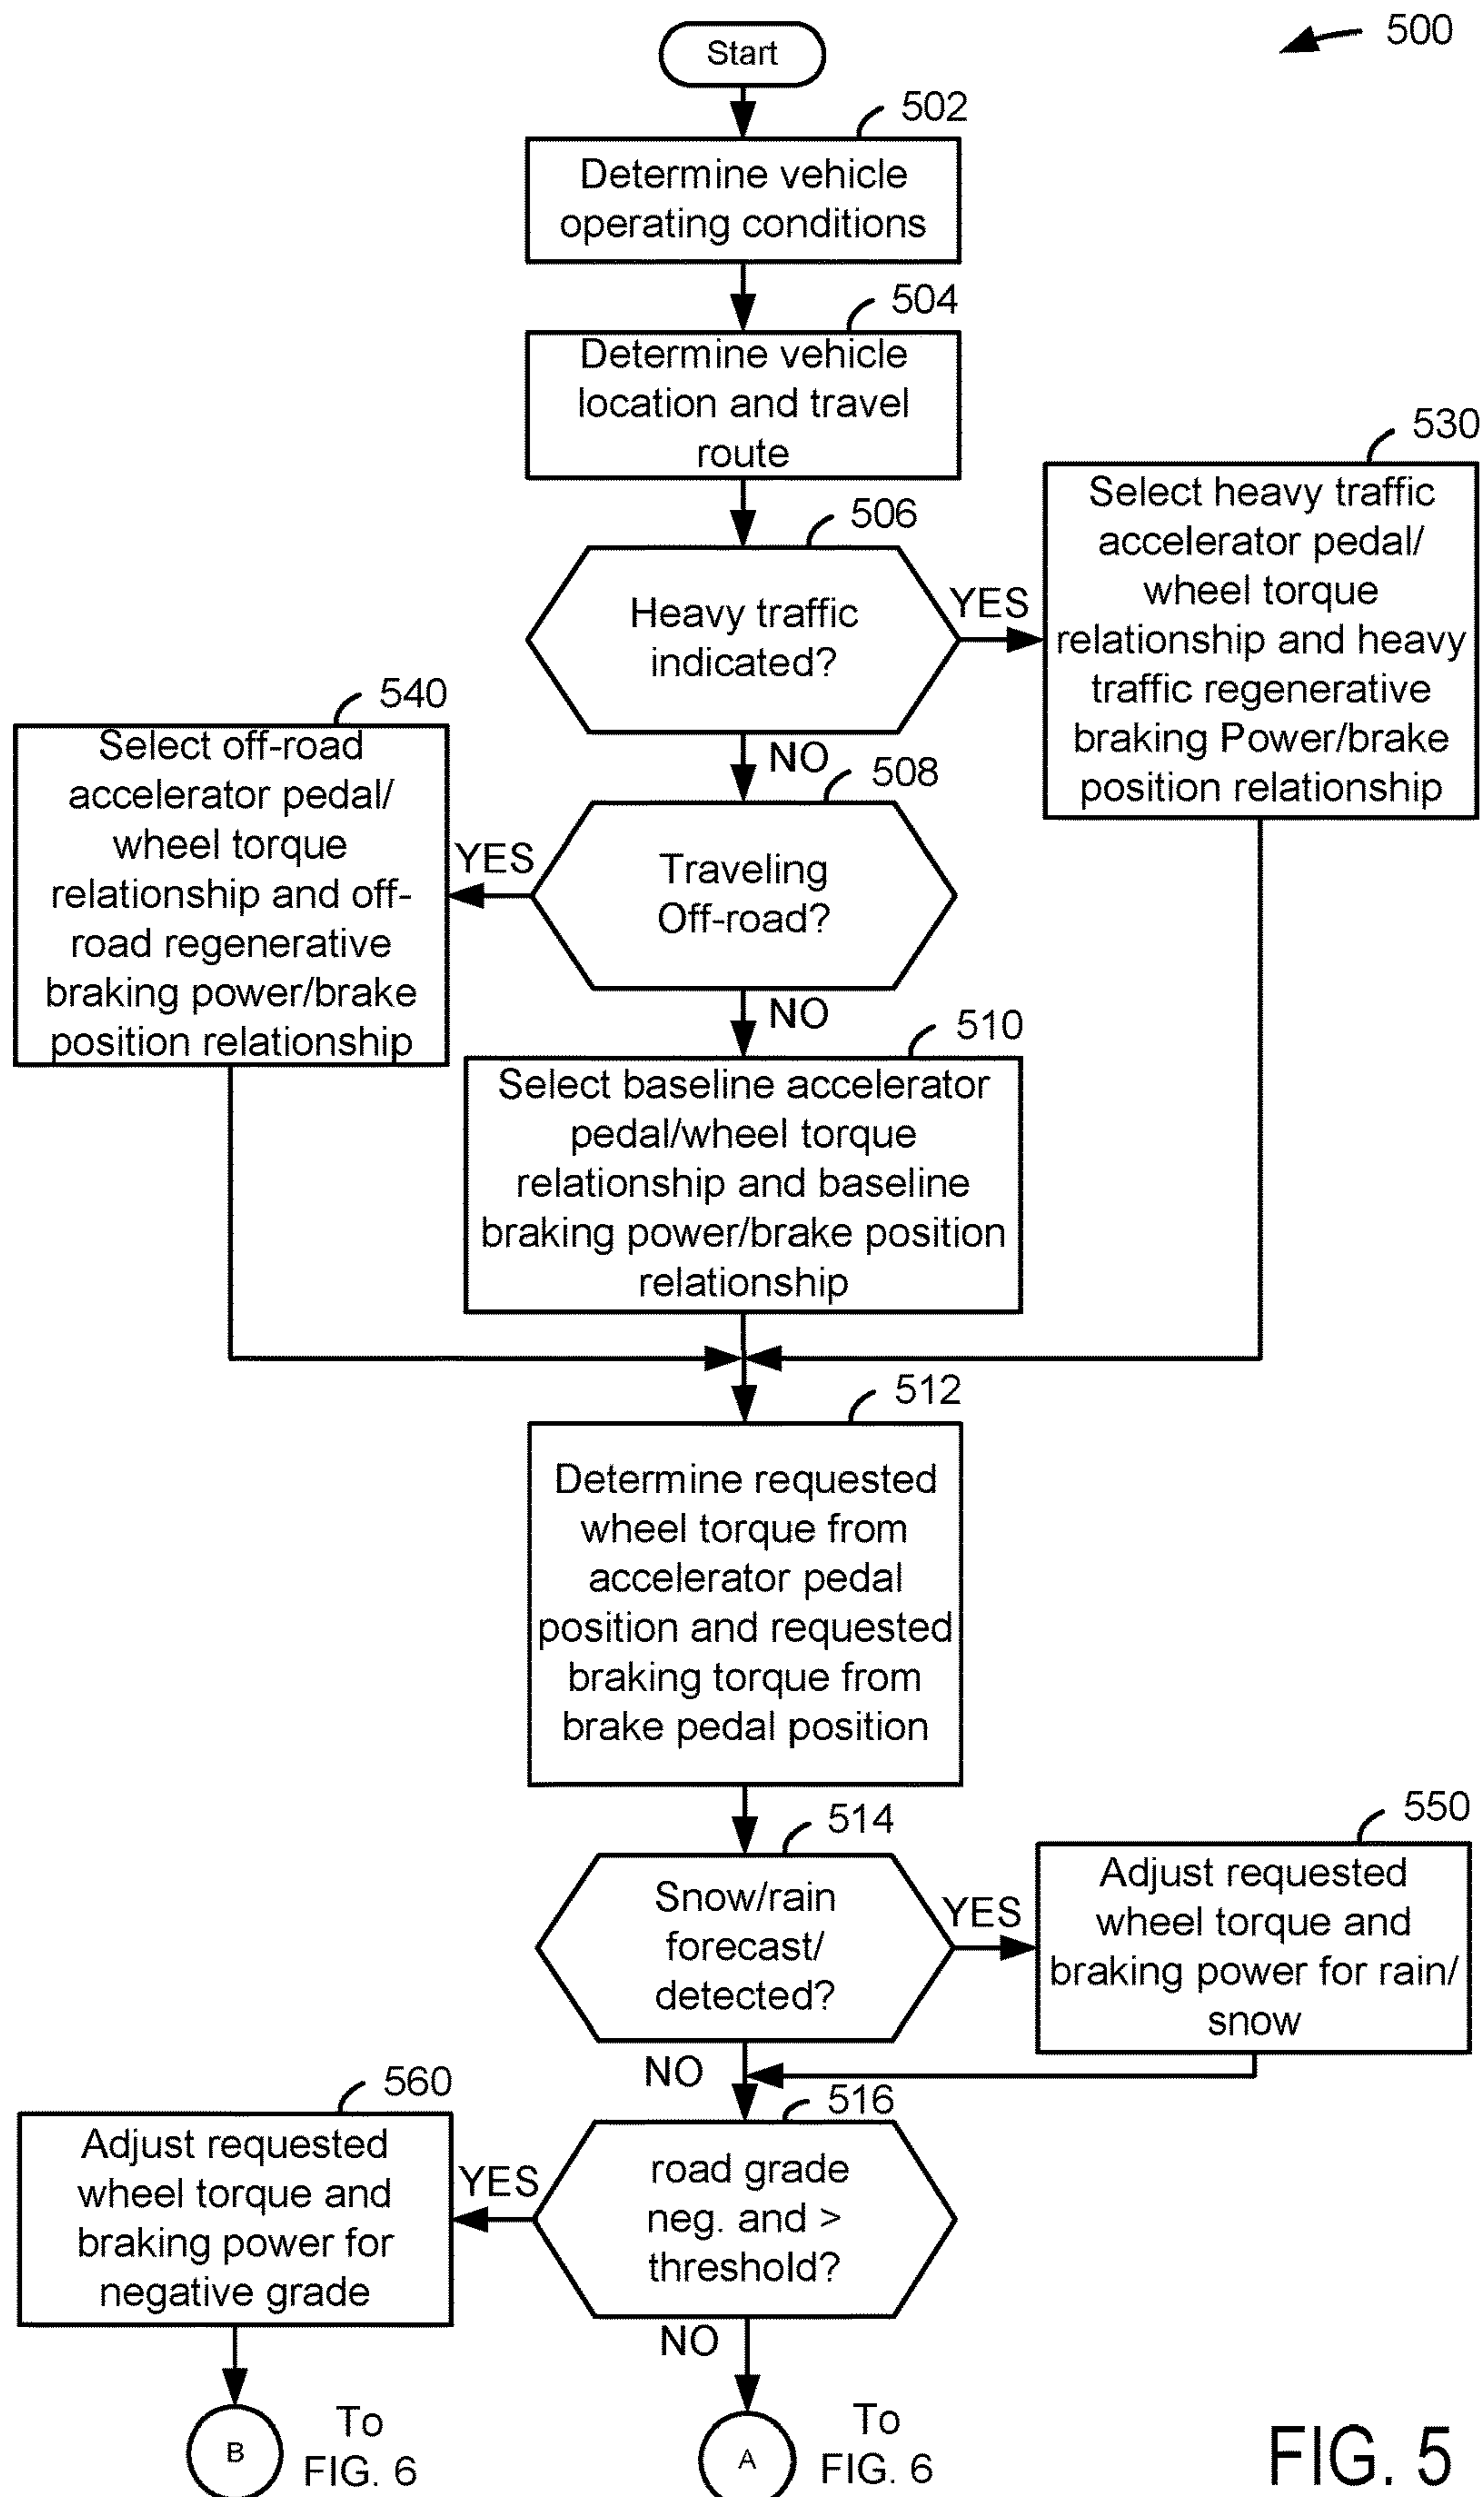 500
Start
502
Determine vehicle
operating conditions
504
Determine vehicle
location and travel
route
506
Heavy traffic
indicated?
YES
NO
530
Select heavy traffic
accelerator pedal/
wheel torque
relationship and heavy
traffic regenerative
braking Power/brake
position relationship
508
Traveling
Off-road?
YES
NO
540
Select off-road
accelerator pedal/
wheel torque
relationship and off-
road regenerative
braking power/brake
position relationship
510
Select baseline accelerator
pedal/wheel torque
relationship and baseline
braking power/brake position
relationship
512
Determine requested
wheel torque from
accelerator pedal
position and requested
braking torque from
brake pedal position
514
Snow/rain
forecast/
detected?
YES
NO
550
Adjust requested
wheel torque and
braking power for rain/
snow
516
road grade
neg. and >
threshold?
YES
NO
560
Adjust requested
wheel torque and
braking power for
negative grade
B
To
FIG. 6
A
To
FIG. 6
FIG. 5